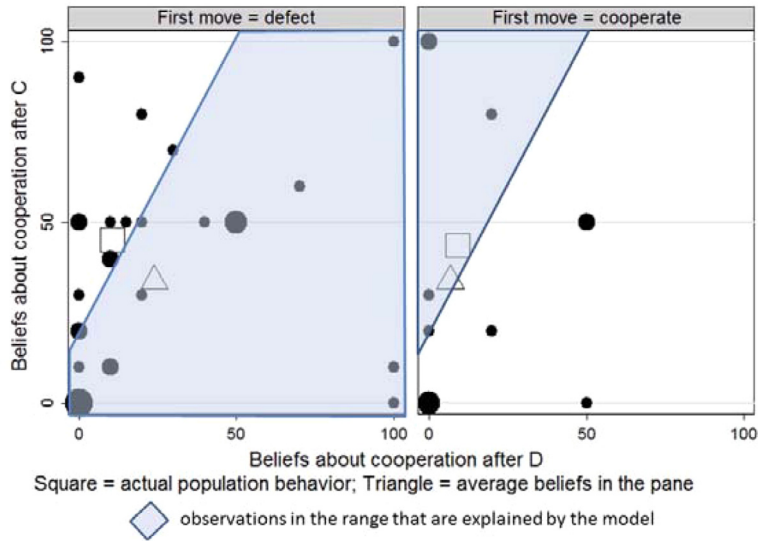 First move = defect
First move = cooperate
Beliefs about cooperation after C
100
50
0
0
50
100
0
50
100
Beliefs about cooperation after D
Square = actual population behavior; Triangle = average beliefs in the pane
observations in the range that are explained by the model